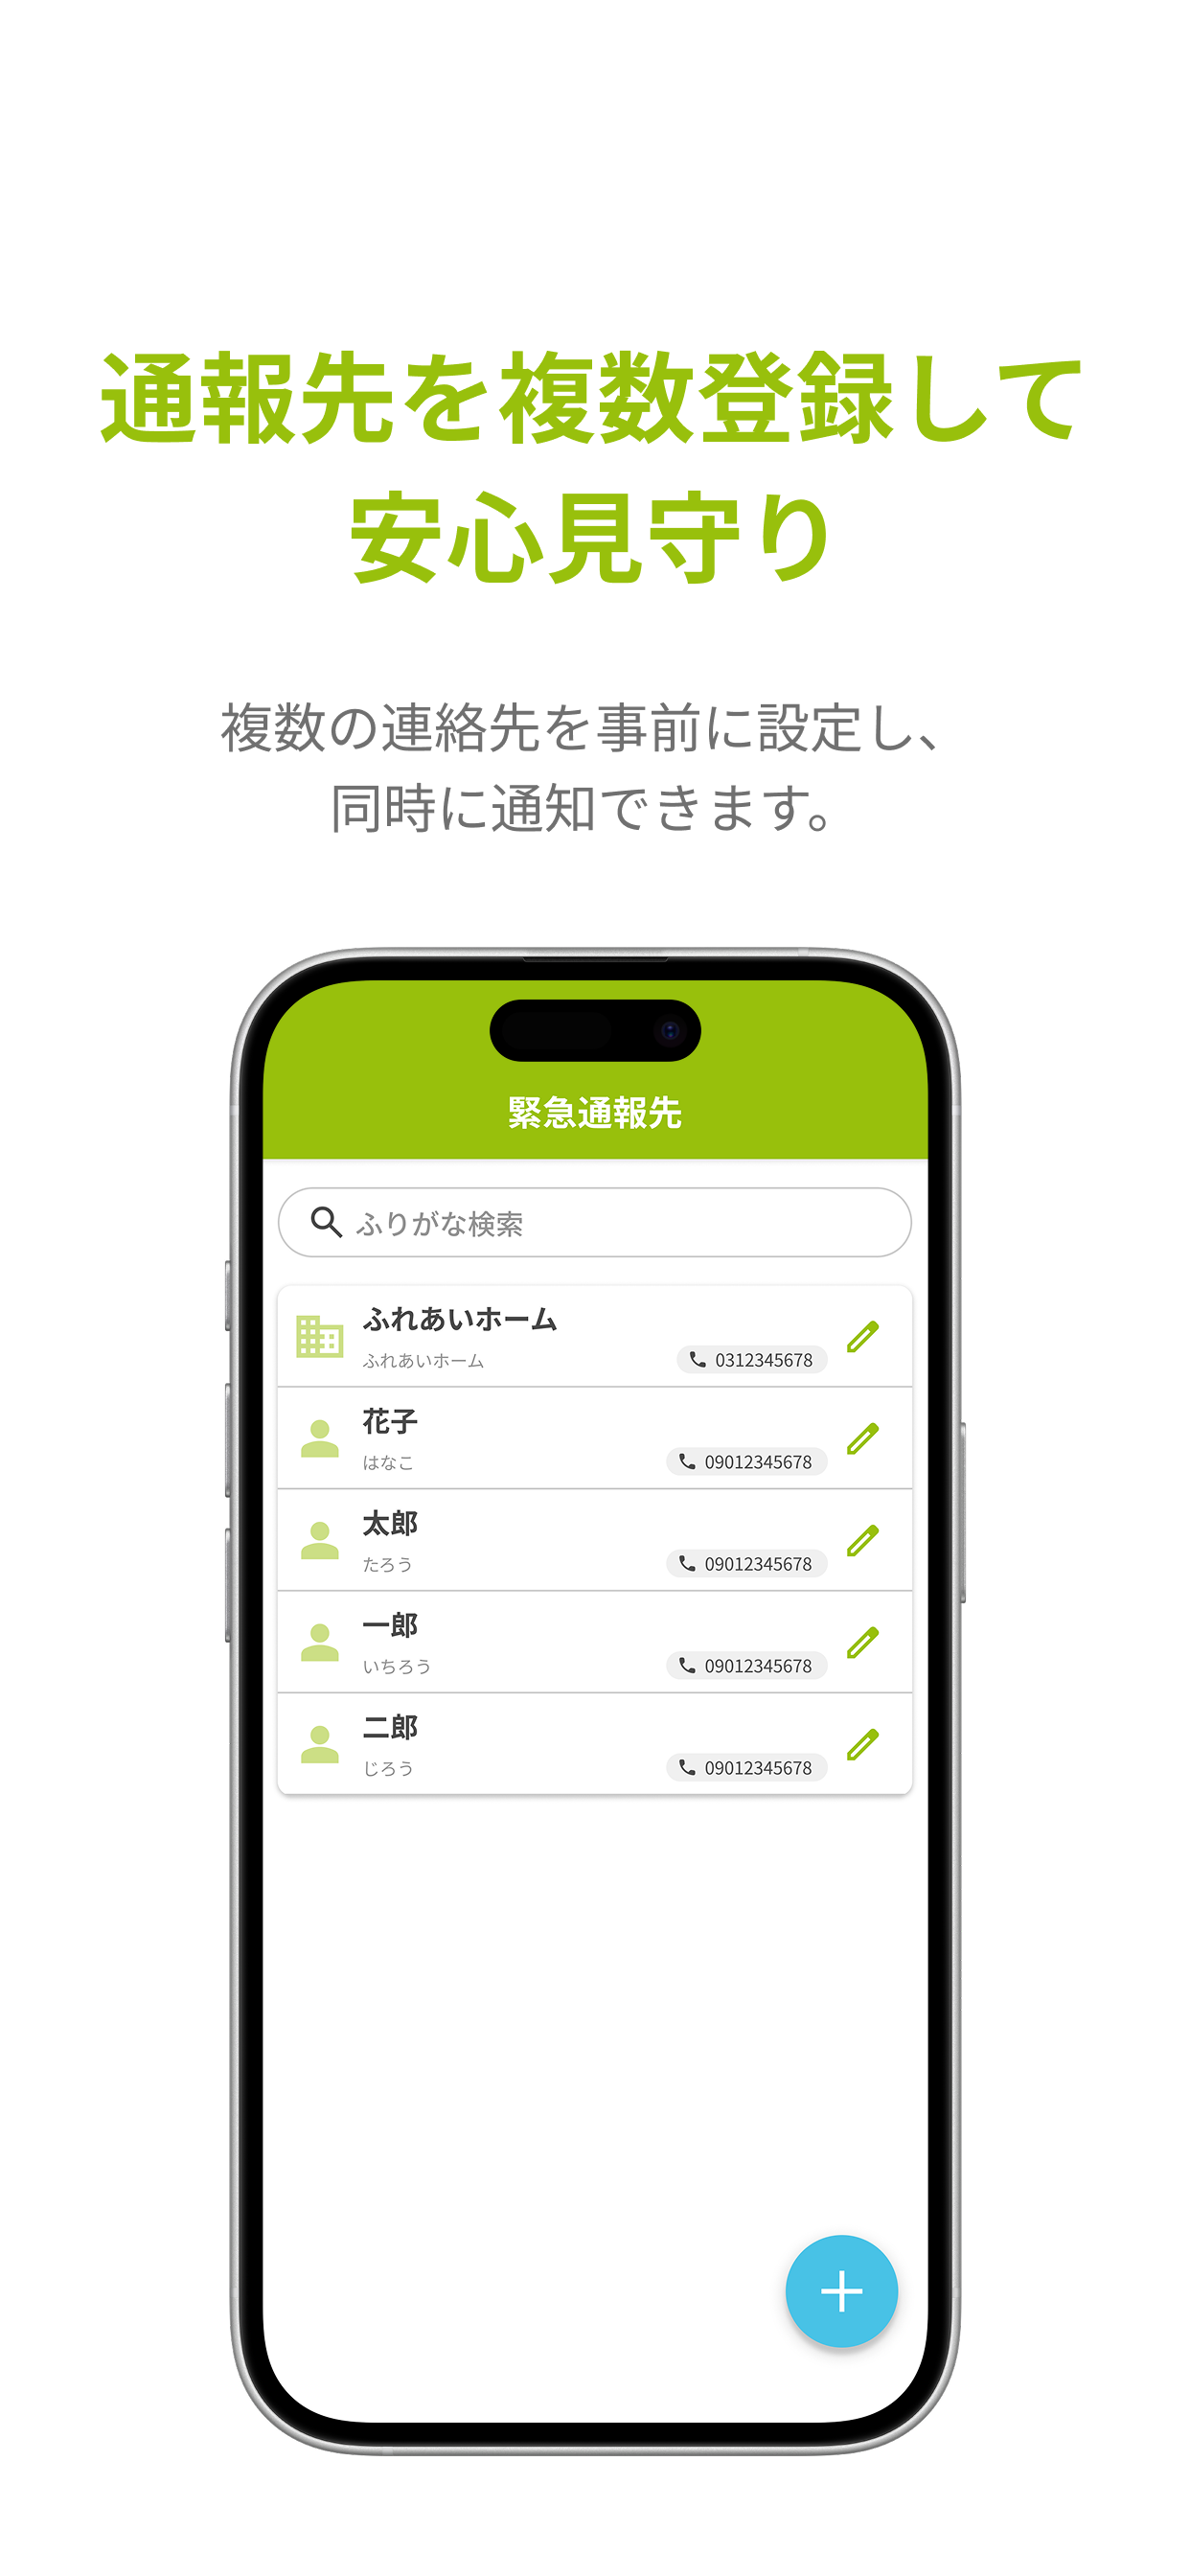 通報先を複数登録して
安心見守り
複数の連絡先を事前に設定し、
同時に通知できます。
緊急通報先
ふりがな検索
ふれあいホーム
ふれあいホーム
0312345678
花子
はなこ
09012345678
太郎
たろう
09012345678
一郎
いちろう
09012345678
二郎
じろう
09012345678